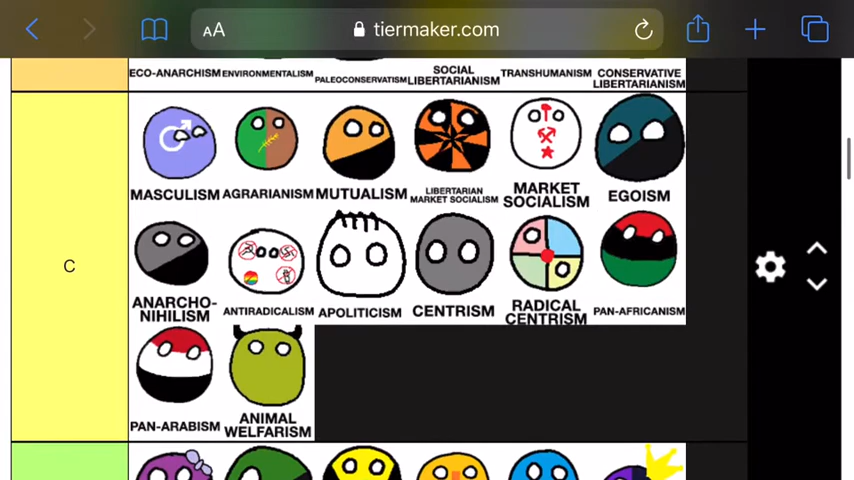 AA tiermaker.com
ECO-ANARCHISM ENVIRONMENTALISM PALEOCONSERVATISM SOCIAL LIBERTARIANISM TRANSHUMANISM CONSERVATIVE LIBERTARIANISM
C
MASCULISM AGRARIANISM MUTUALISM LIBERTARIAN MARKET SOCIALISM MARKET SOCIALISM EGOISM
ANARCHO-NIHILISM ANTIRADICALISM APOLITICISM CENTRISM RADICAL CENTRISM PAN-AFRICANISM
PAN-ARABISM ANIMAL WELFARISM